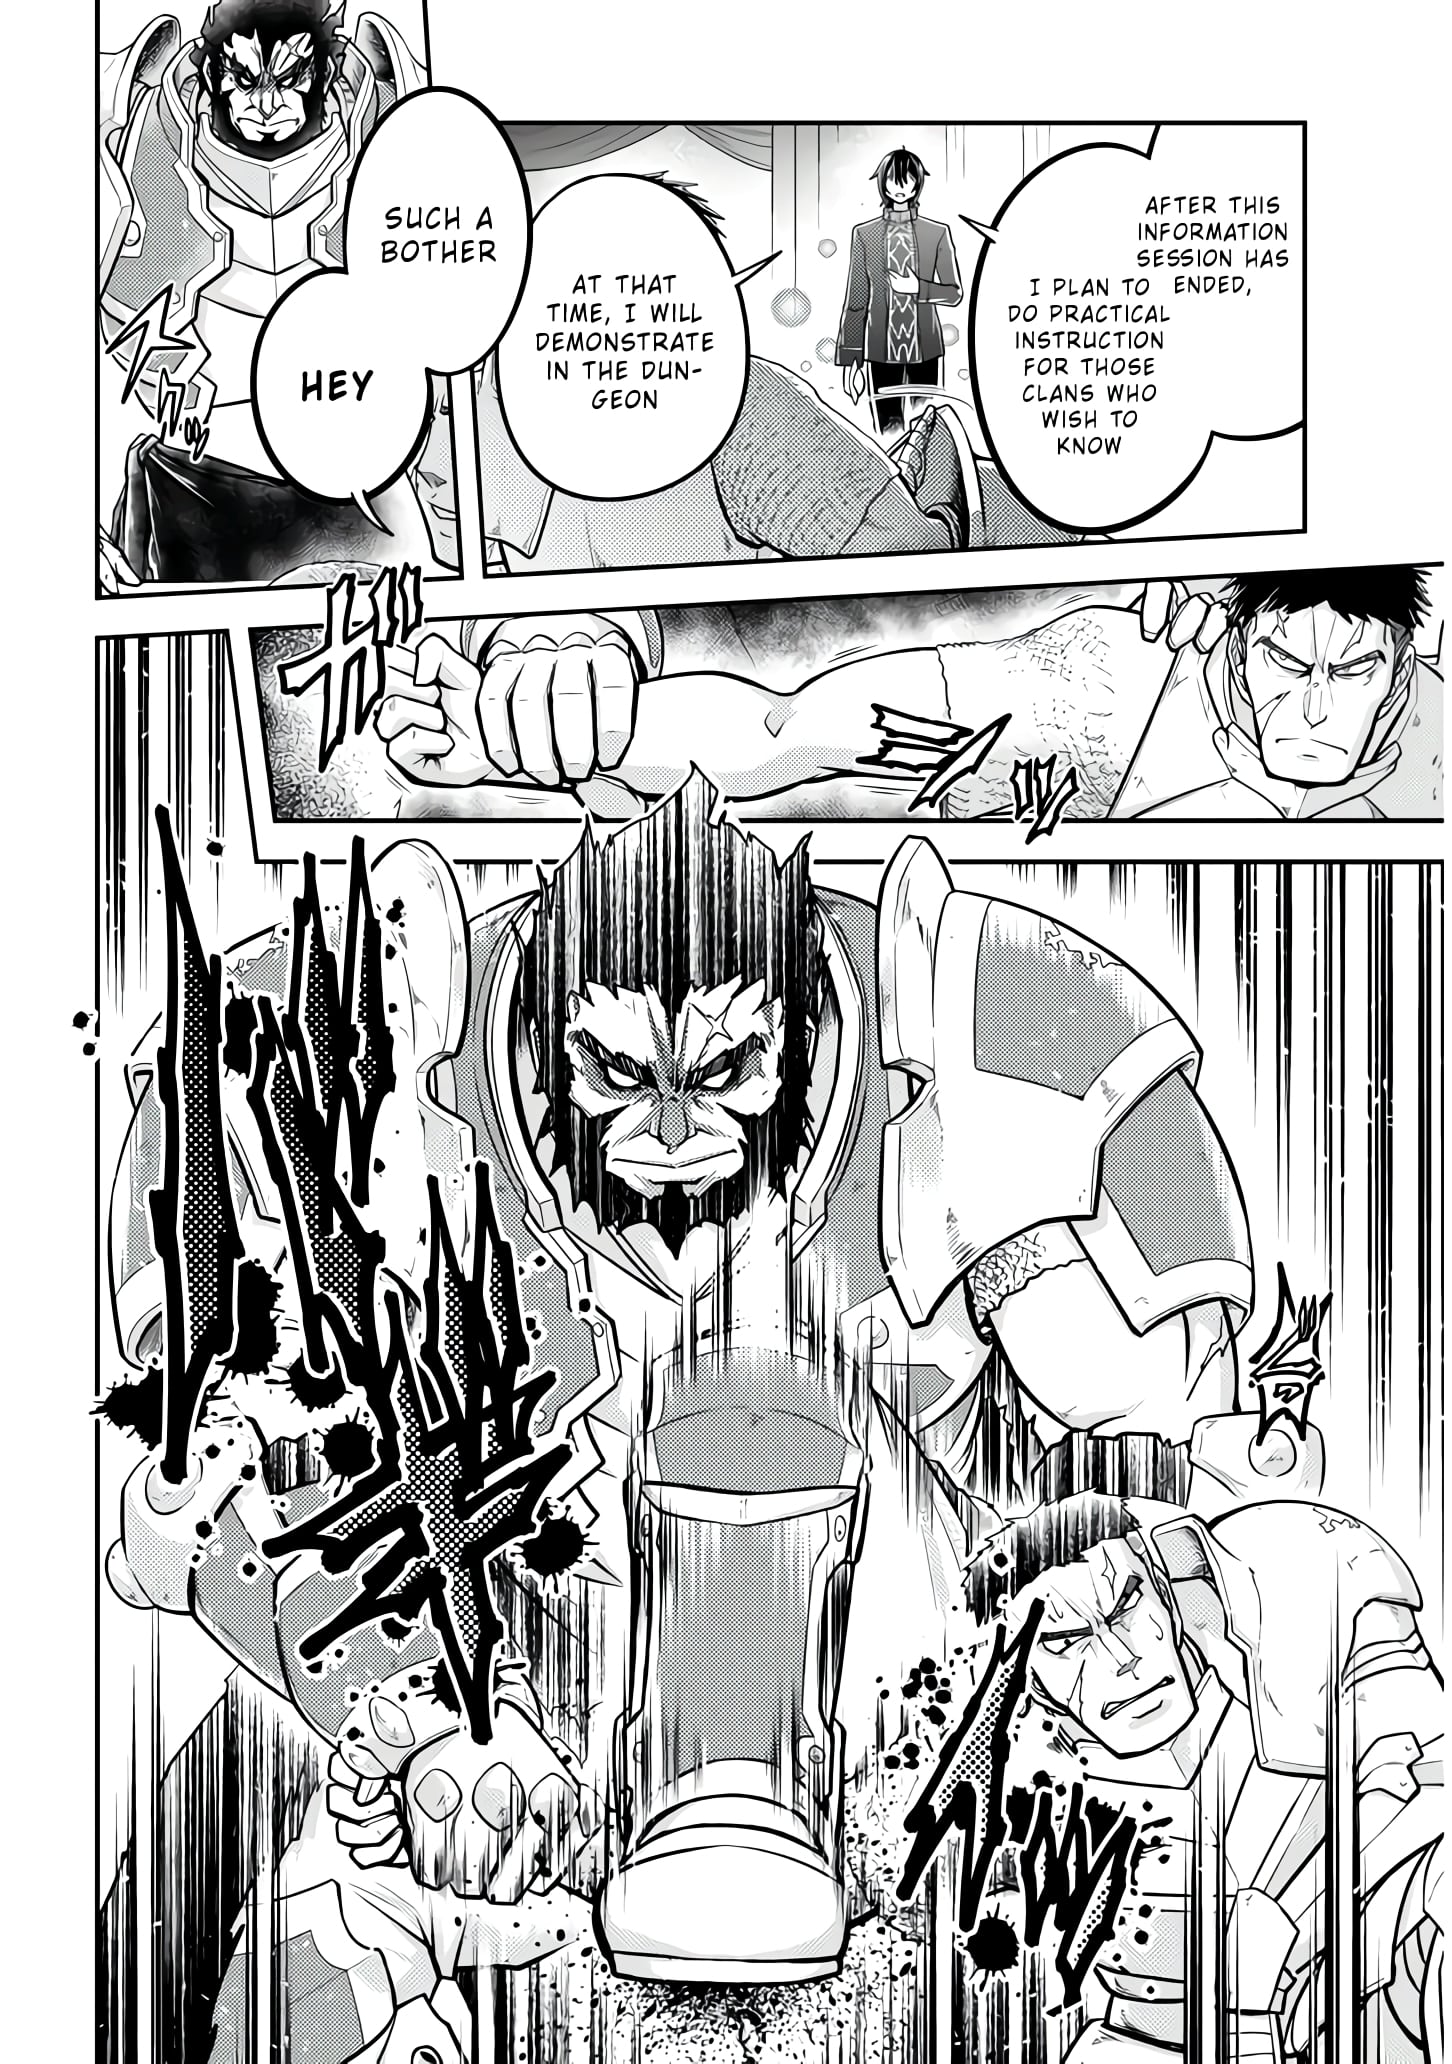 AFTER THIS
INFORMATION
SESSION HAS
ENDED,
I PLAN TO
DO PRACTICAL
INSTRUCTION
FOR THOSE
CLANS WHO
WISH TO
KNOW
AT THAT
TIME, I WILL
DEMONSTRATE
IN THE DUN-
GEON
SUCH A
BOTHER
HEY